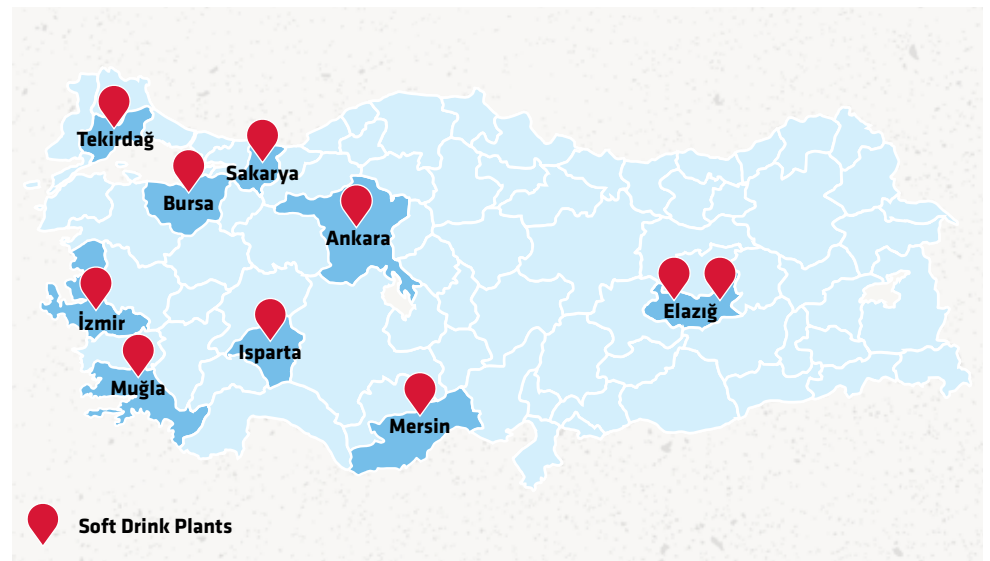 Tekirdağ
Sakarya
Bursa
Ankara
Elazığ
İzmir
Isparta
Muğla
Mersin
Soft Drink Plants